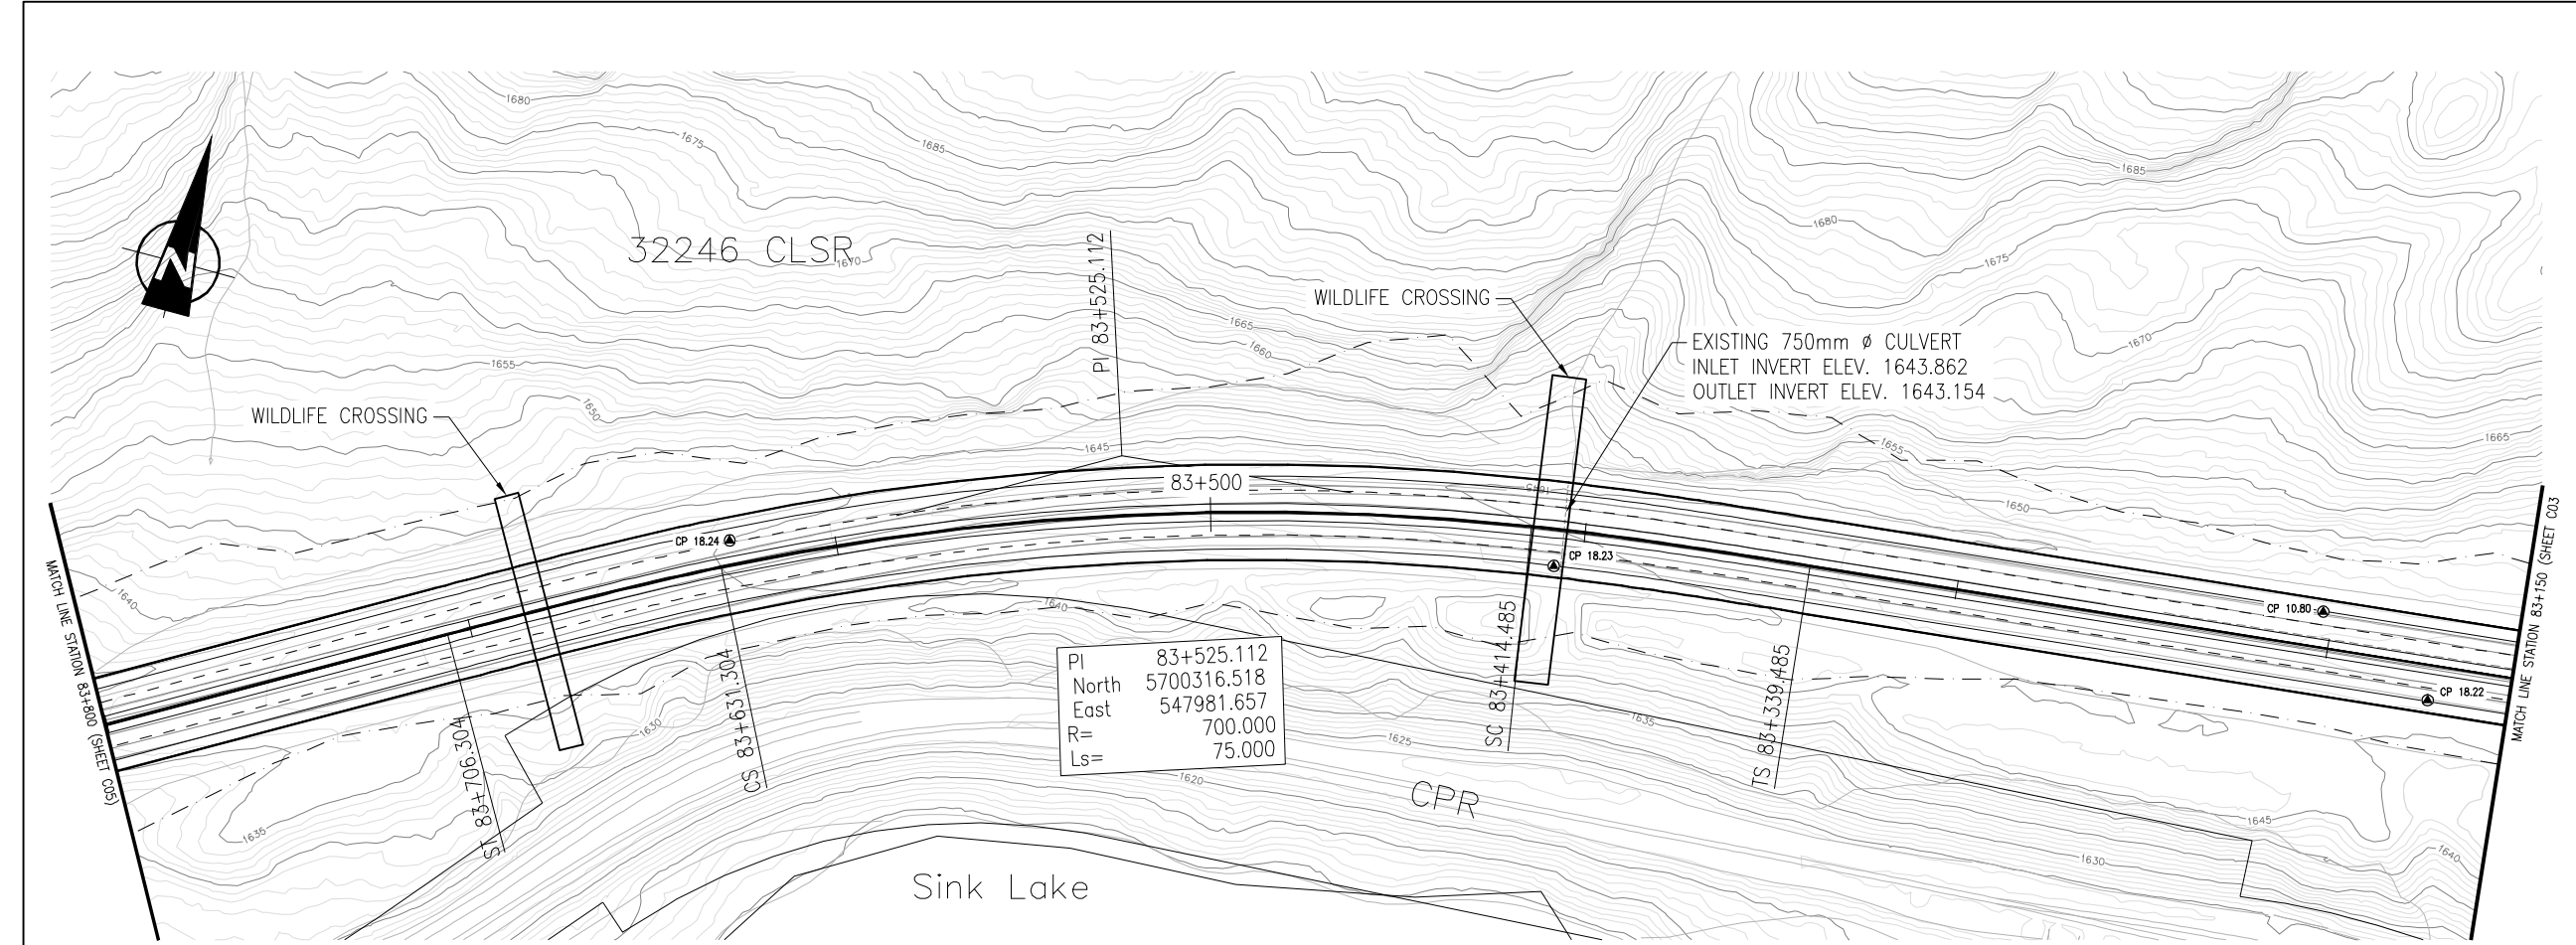 1680
1675
1685
1685
32246 CLSR
1670
1680
1675
PI 83+525.112
WILDLIFE CROSSING
1665
1660
EXISTING 750mm ø CULVERT
INLET INVERT ELEV. 1643.862
OUTLET INVERT ELEV. 1643.154
1670
1655
1650
WILDLIFE CROSSING
1645
1655
1665
83+500
1645
1650
N
CP 18.24
CP 18.23
MATCH LINE STATION 83+800 (SHEET C05)
MATCH LINE STATION 83+150 (SHEET C03
1640
1640
CP 10.80
CP 18.22
PI 83+525.112
North 5700316.518
East 547981.657
R= 700.000
Ls= 75.000
ST 83+706.304
CS 83+631.304
SC 83+414.485
TS 83+339.485
1630
1635
1625
1620
CPR
1635
1645
1630
1640
Sink Lake